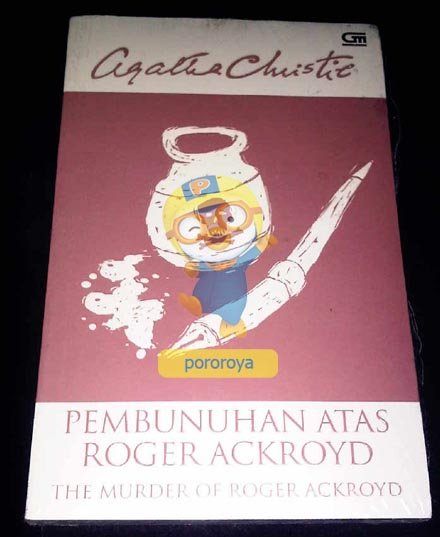 GM
Agatha Christie
P
pororoya
PEMBUNUHAN ATAS
ROGER ACKROYD
THE MURDER OF ROGER ACKROYD